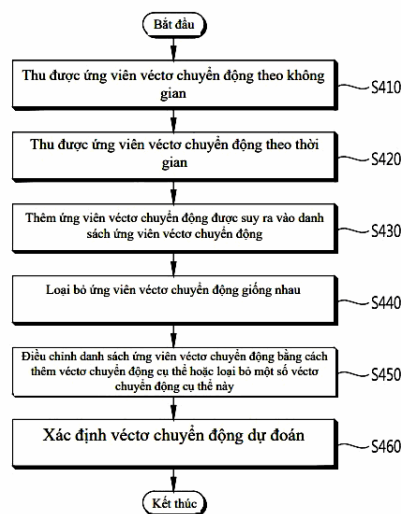 Bắt đầu
Thu được ứng viên véctơ chuyển động theo không
gian
S410
Thu được ứng viên véctơ chuyển động theo thời
gian
S420
Thêm ứng viên véctơ chuyển động được suy ra vào danh
sách ứng viên véctơ chuyển động
S430
Loại bỏ ứng viên véctơ chuyển động giống nhau
S440
Điều chỉnh danh sách ứng viên véctơ chuyển động bằng cách
thêm véctơ chuyển động cụ thể hoặc loại bỏ một số véctơ
chuyển động cụ thể này
S450
Xác định véctơ chuyển động dự đoán
S460
Kết thúc